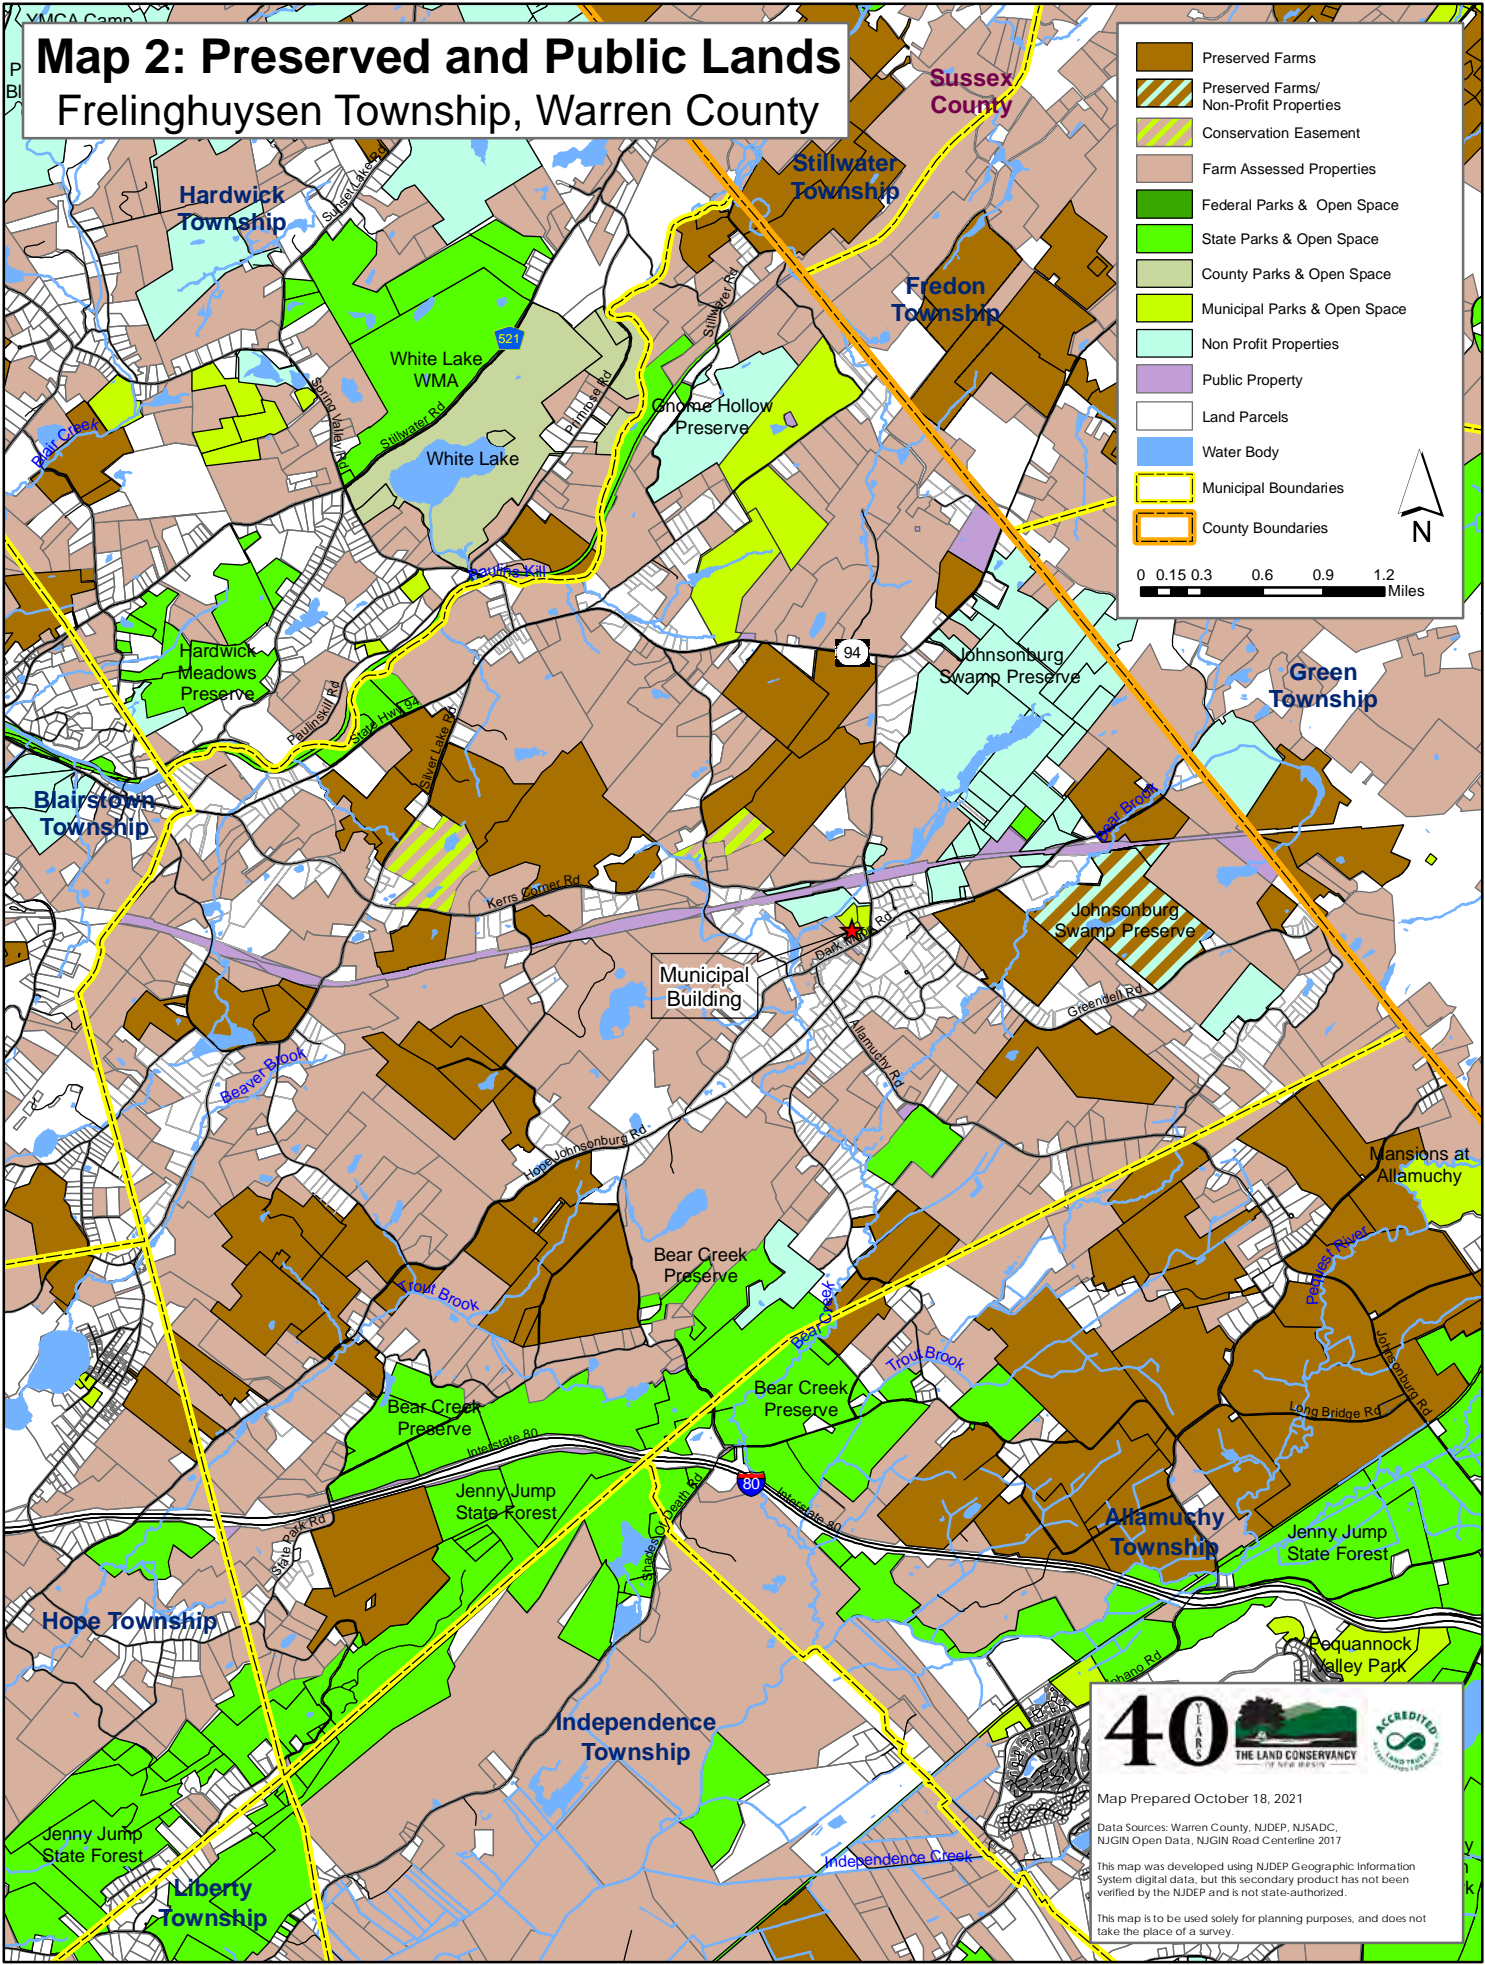 YMCA Camp
Map 2: Preserved and Public Lands
Frelinghuysen Township, Warren County
P
Bl
Sussex
County
Stillwater
Township
Hardwick
Township
Sunset Lake Rd
Fredon
Township
Stillwater Rd
521
White Lake
WMA
Stillwater Rd
Spring Valley Rd
Primrose Rd
White Lake
Gnome Hollow
Preserve
Blair Creek
Paulins Kill
Hardwick
Meadows
Preserve
Paulinskill Rd
State Hwy 94
Silver Lake Rd
94
Johnsonburg
Swamp Preserve
Green
Township
Blairstown
Township
Bear Brook
Kerrs Corner Rd
Johnsonburg
Swamp Preserve
Dark Moon Rd
Municipal
Building
Greendell Rd
Allamuchy Rd
Beaver Brook
Hope Johnsonburg Rd
Mansions at
Allamuchy
Pequest River
Bear Creek
Preserve
Trout Brook
Bear Creek
Trout Brook
Johnsonburg Rd
Long Bridge Rd
Bear Creek
Preserve
Bear Creek
Preserve
Interstate 80
80
Interstate 80
Jenny Jump
State Forest
Shades Of Death Rd
State Park Rd
Allamuchy
Township
Jenny Jump
State Forest
Hope Township
Pequannock
Valley Park
Independence
Township
Jenny Jump
State Forest
Liberty
Township
Independence Creek
Preserved Farms
Preserved Farms/
Non-Profit Properties
Conservation Easement
Farm Assessed Properties
Federal Parks & Open Space
State Parks & Open Space
County Parks & Open Space
Municipal Parks & Open Space
Non Profit Properties
Public Property
Land Parcels
Water Body
Municipal Boundaries
County Boundaries
N
0 0.15 0.3 0.6 0.9 1.2
Miles
40 YEARS
THE LAND CONSERVANCY
OF NEW JERSEY
ACCREDITED
LAND TRUST
Map Prepared October 18, 2021
Data Sources: Warren County, NJDEP, NJSADC,
NJGIN Open Data, NJGIN Road Centerline 2017
This map was developed using NJDEP Geographic Information
System digital data, but this secondary product has not been
verified by the NJDEP and is not state-authorized.
This map is to be used solely for planning purposes, and does not
take the place of a survey.